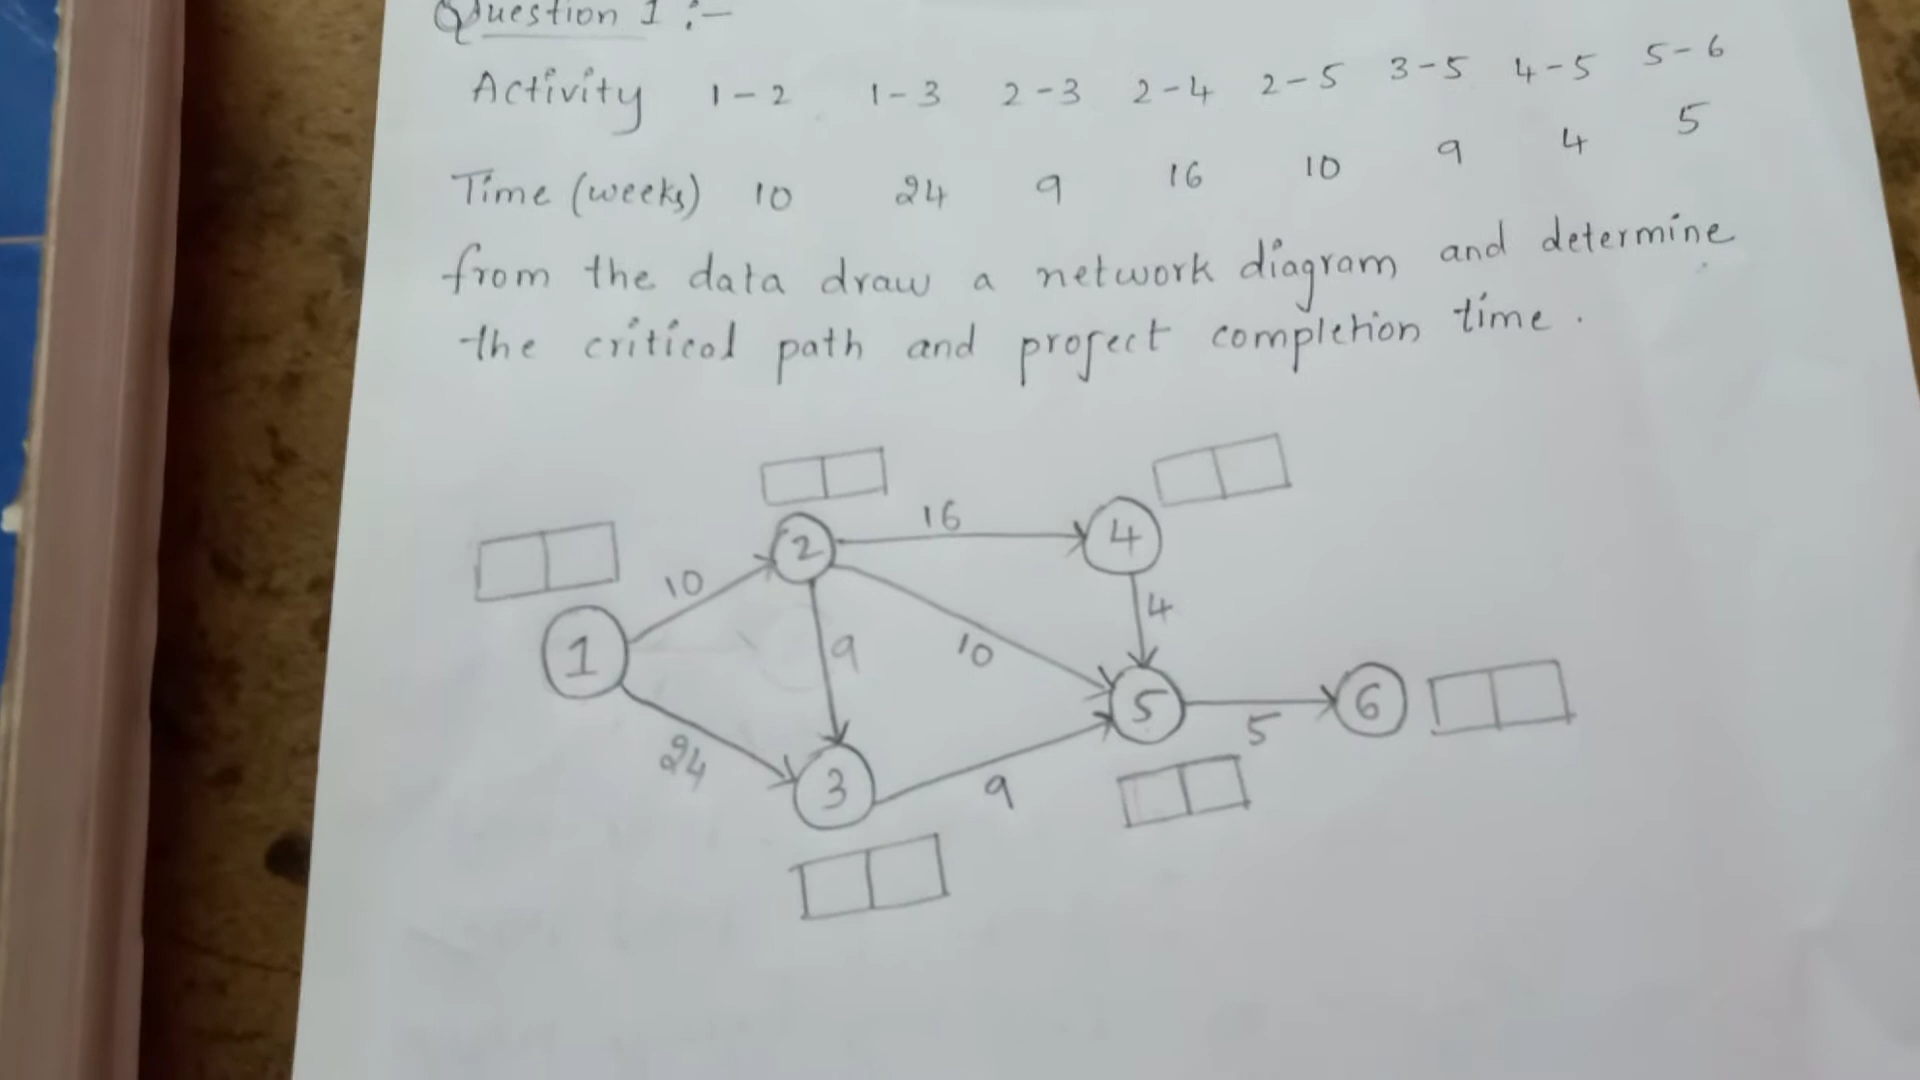 Question 1 :-
Activity 1-2 1-3 2-3 2-4 2-5 3-5 4-5 5-6
Time (weeks) 10 24 9 16 10 9 4 5
from the data draw a network diagram and determine
the critical path and project completion time.
16
2
4
10
4
1
9
10
5
6
5
24
3
9